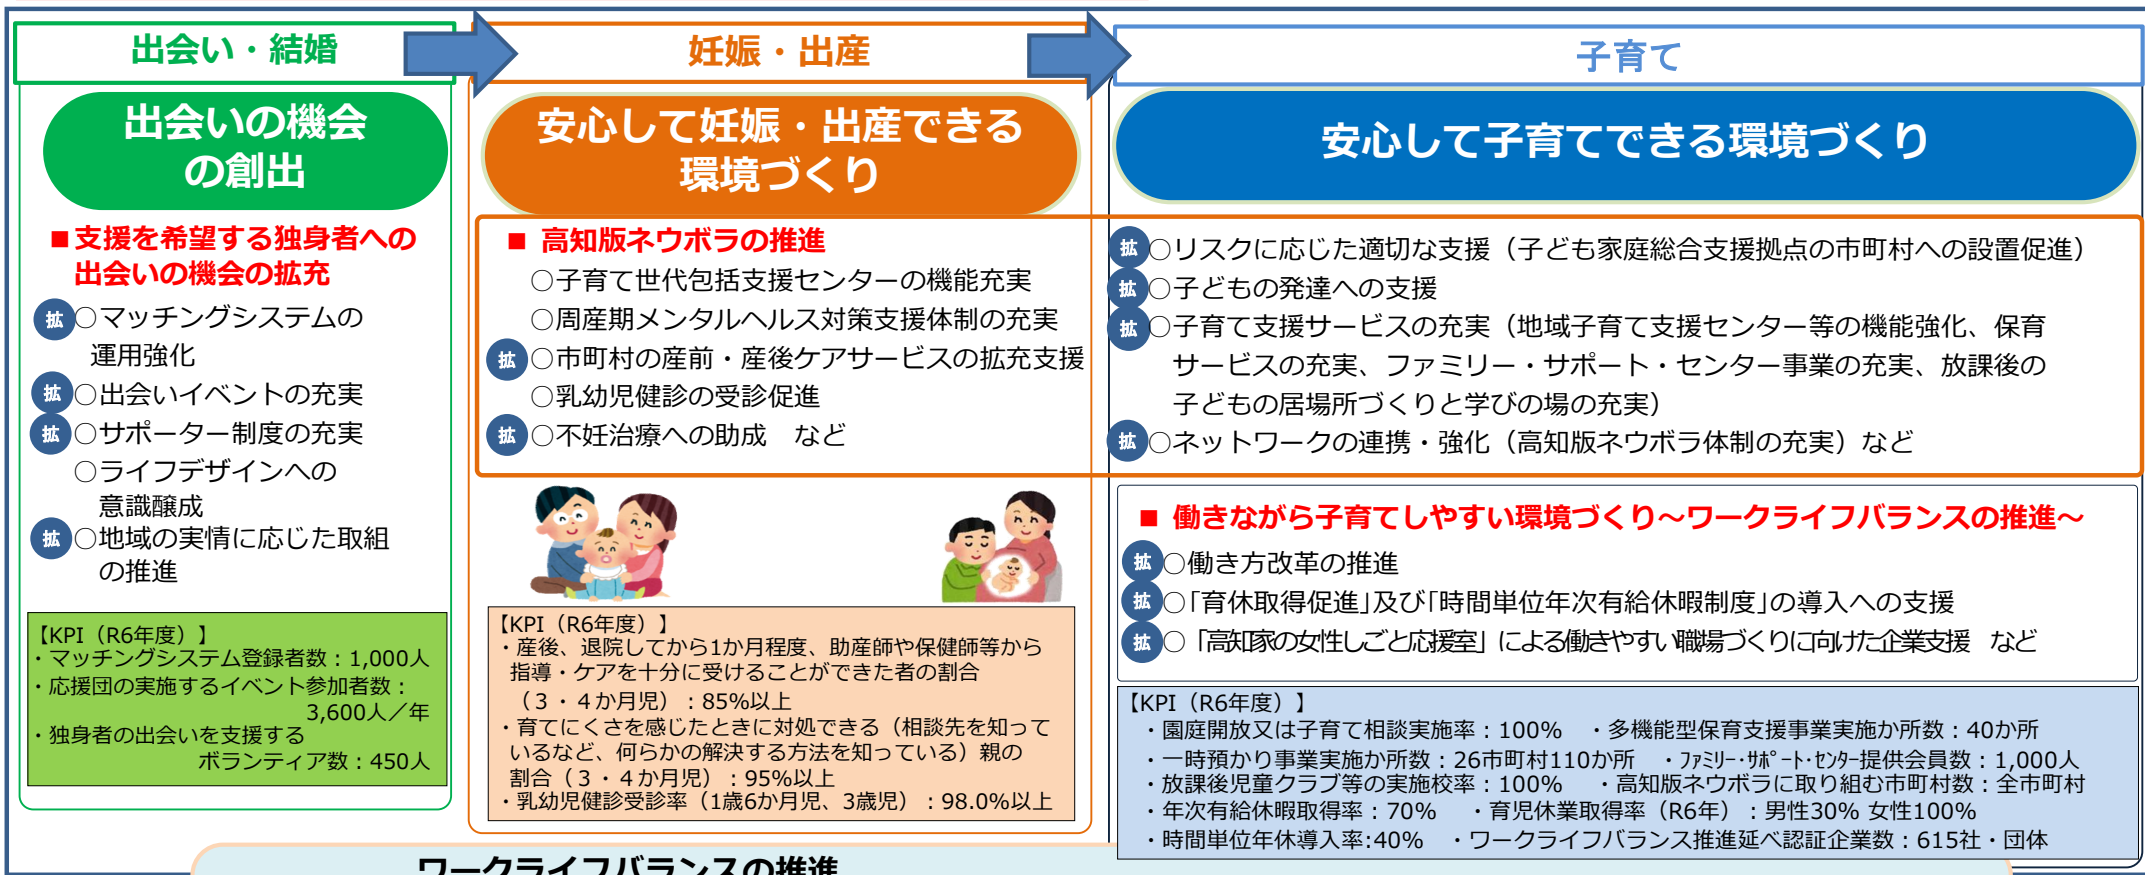 出会い・結婚
妊娠・出産
子育て
出会いの機会
の創出
■支援を希望する独身者への
出会いの機会の拡充
拡 ○マッチングシステムの
運用強化
拡 ○出会いイベントの充実
拡 ○サポーター制度の充実
○ライフデザインへの
意識醸成
拡 ○地域の実情に応じた取組
の推進
【KPI（R6年度）】
・マッチングシステム登録者数：1,000人
・応援団の実施するイベント参加者数：
3,600人／年
・独身者の出会いを支援する
ボランティア数：450人
安心して妊娠・出産できる
環境づくり
■ 高知版ネウボラの推進
○子育て世代包括支援センターの機能充実
○周産期メンタルヘルス対策支援体制の充実
拡 ○市町村の産前・産後ケアサービスの拡充支援
○乳幼児健診の受診促進
拡 ○不妊治療への助成　など
【KPI（R6年度）】
・産後、退院してから1か月程度、助産師や保健師等から
指導・ケアを十分に受けることができた者の割合
（３・４か月児）：85%以上
・育てにくさを感じたときに対処できる（相談先を知って
いるなど、何らかの解決する方法を知っている）親の
割合（３・４か月児）：95%以上
・乳幼児健診受診率（1歳6か月児、3歳児）：98.0%以上
安心して子育てできる環境づくり
拡 ○リスクに応じた適切な支援（子ども家庭総合支援拠点の市町村への設置促進）
拡 ○子どもの発達への支援
拡 ○子育て支援サービスの充実（地域子育て支援センター等の機能強化、保育
サービスの充実、ファミリー・サポート・センター事業の充実、放課後の
子どもの居場所づくりと学びの場の充実）
拡 ○ネットワークの連携・強化（高知版ネウボラ体制の充実）など
■ 働きながら子育てしやすい環境づくり～ワークライフバランスの推進～
拡 ○働き方改革の推進
拡 ○「育休取得促進」及び「時間単位年次有給休暇制度」の導入への支援
拡 ○「高知家の女性しごと応援室」による働きやすい職場づくりに向けた企業支援　など
【KPI（R6年度）】
・園庭開放又は子育て相談実施率：100%　・多機能型保育支援事業実施か所数：40か所
・一時預かり事業実施か所数：26市町村110か所　・ﾌｧﾐﾘｰ･ｻﾎﾟｰﾄ･ｾﾝﾀｰ提供会員数：1,000人
・放課後児童クラブ等の実施校率：100%　・高知版ネウボラに取り組む市町村数：全市町村
・年次有給休暇取得率：70%　・育児休業取得率（R6年）：男性30% 女性100%
・時間単位年休導入率:40%　・ワークライフバランス推進延べ認証企業数：615社・団体
ワークライフバランスの推進